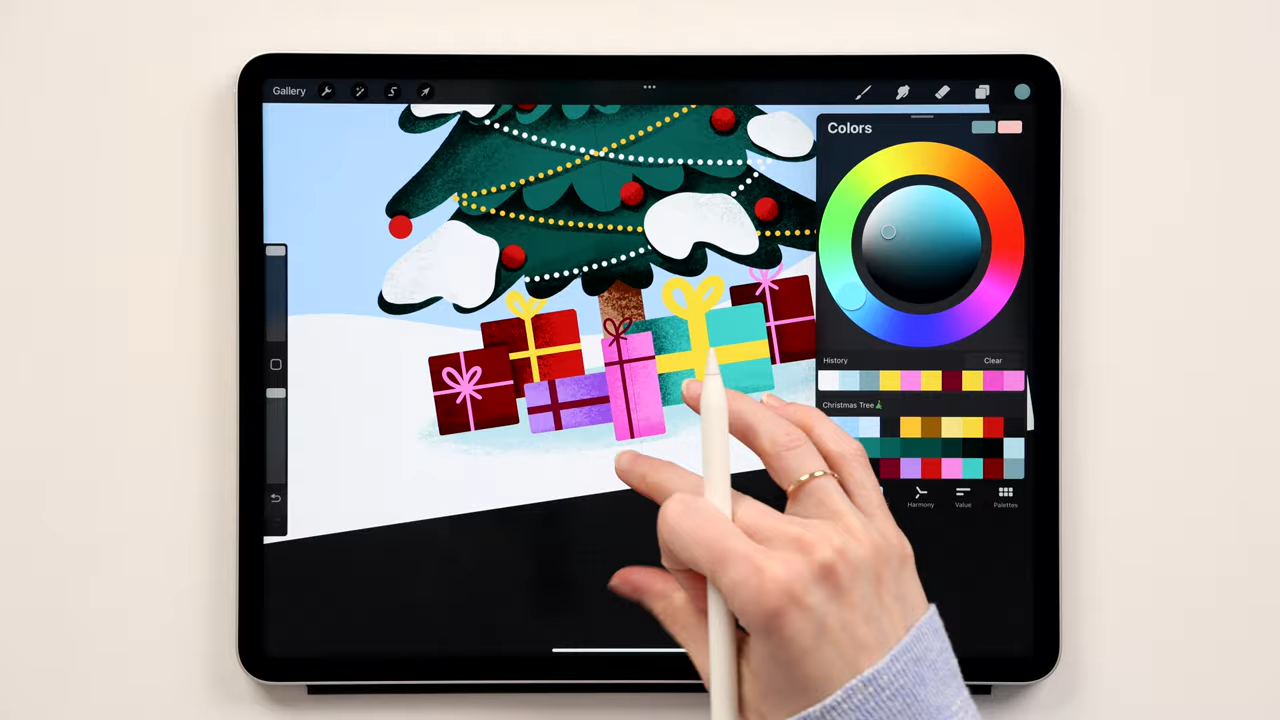 Gallery
Colors
History
Clear
Christmas Tree🎄
Harmony
Value
Palettes